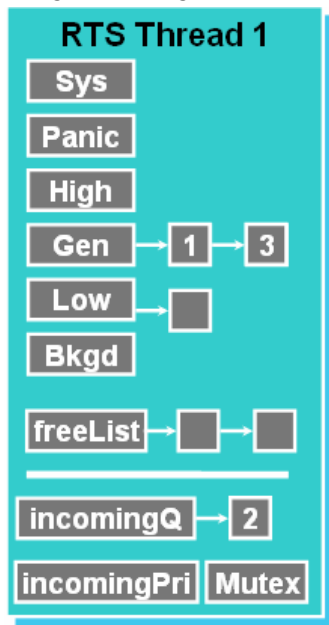 RTS Thread 1
Sys
Panic
High
Gen 1 3
Low
Bkgd
freeList
incomingQ 2
incomingPri Mutex